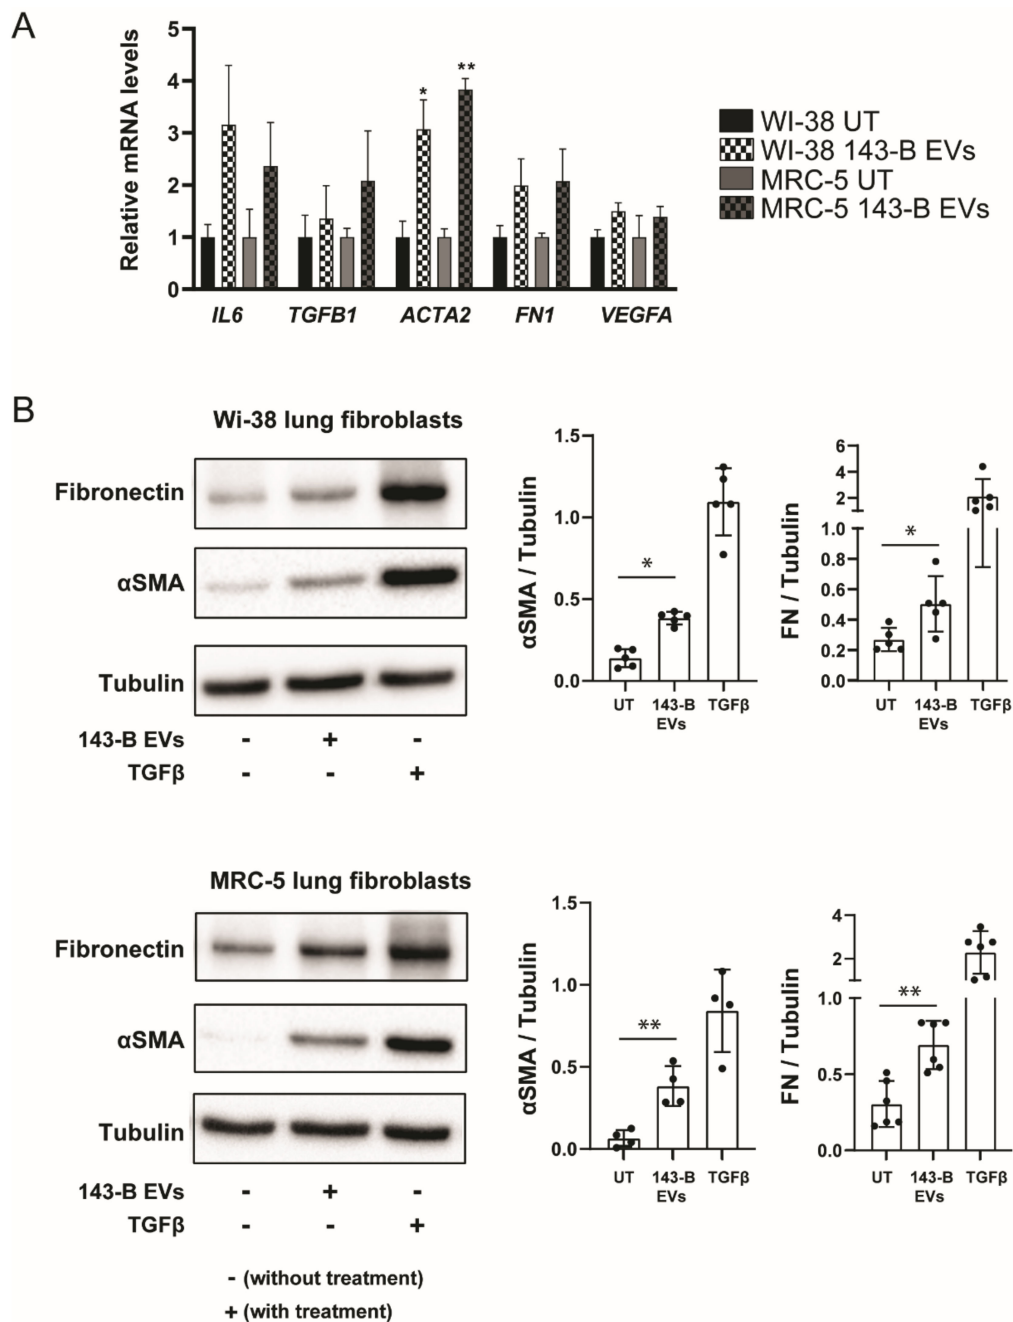 A
Relative mRNA levels
5
4
3
2
1
0
*
**
IL6 TGFB1 ACTA2 FN1 VEGFA
WI-38 UT
WI-38 143-B EVs
MRC-5 UT
MRC-5 143-B EVs
B
Wi-38 lung fibroblasts
Fibronectin
αSMA
Tubulin
143-B EVs - + -
TGFβ - - +
αSMA / Tubulin
1.5
1.0
0.5
0.0
*
UT 143-B EVs TGFβ
FN / Tubulin
6
4
2
1.0
0.8
0.6
0.4
0.2
0.0
*
UT 143-B EVs TGFβ
MRC-5 lung fibroblasts
Fibronectin
αSMA
Tubulin
143-B EVs - + -
TGFβ - - +
- (without treatment)
+ (with treatment)
αSMA / Tubulin
1.5
1.0
0.5
0.0
**
UT 143-B EVs TGFβ
FN / Tubulin
4
2
1.0
0.5
0.0
**
UT 143-B EVs TGFβ